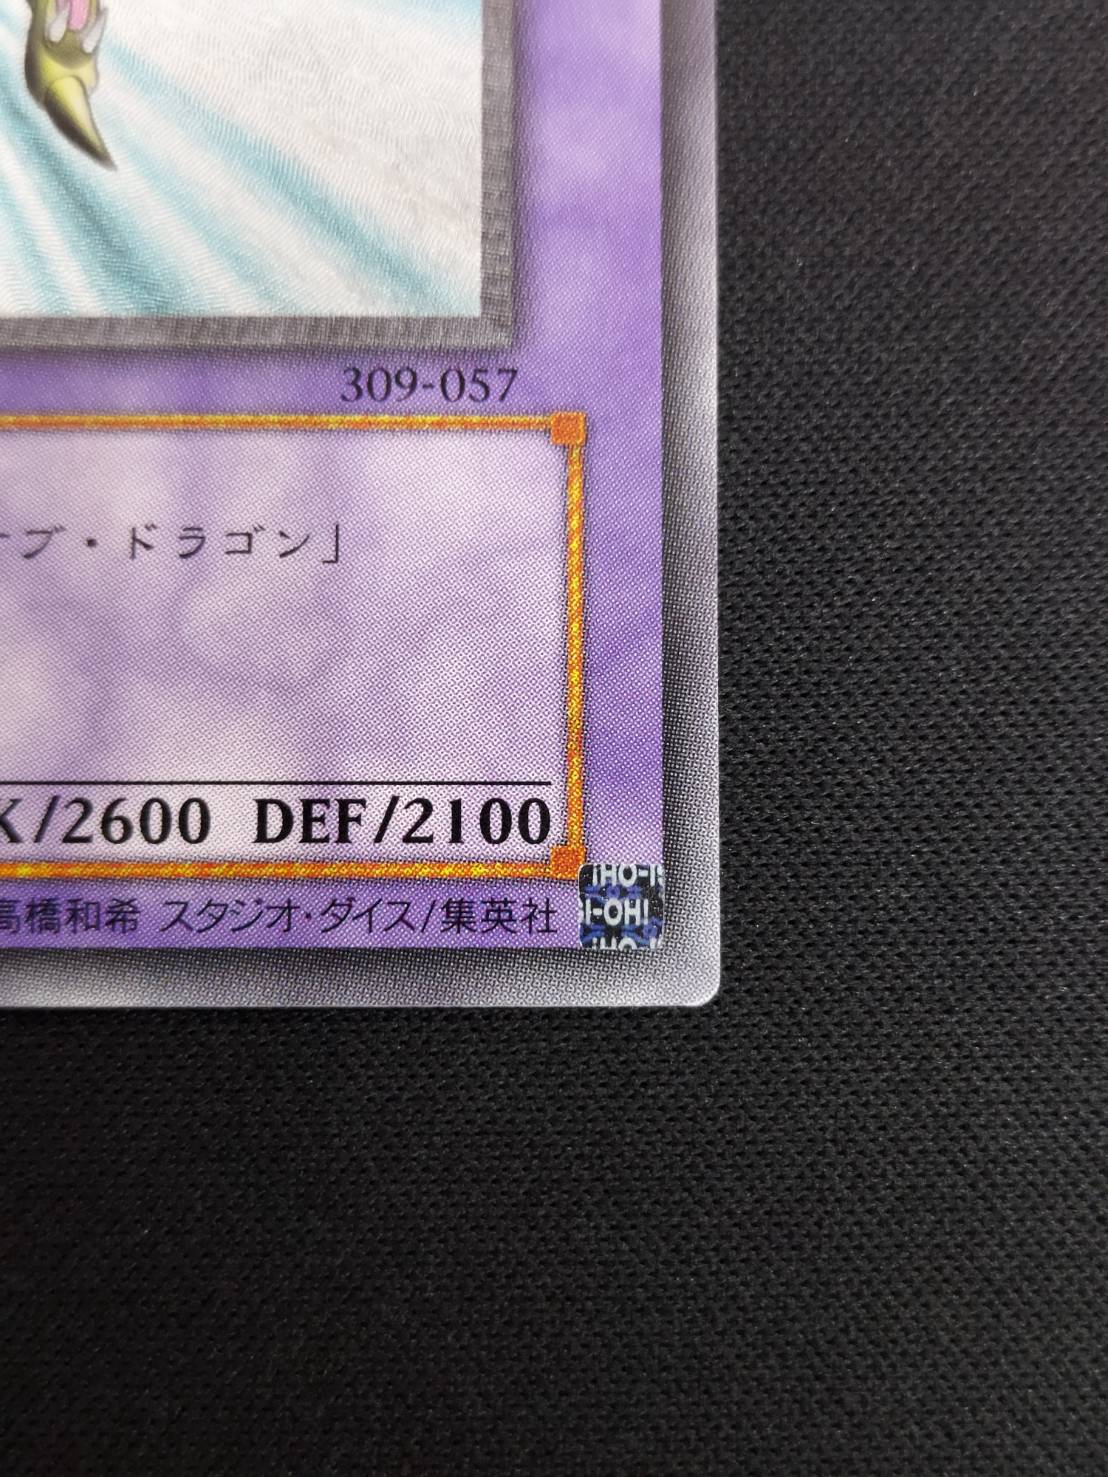 309-057
ブ・ドラゴン」
K/2600 DEF/2100
高橋和希 スタジオ・ダイス/集英社
I-OH!